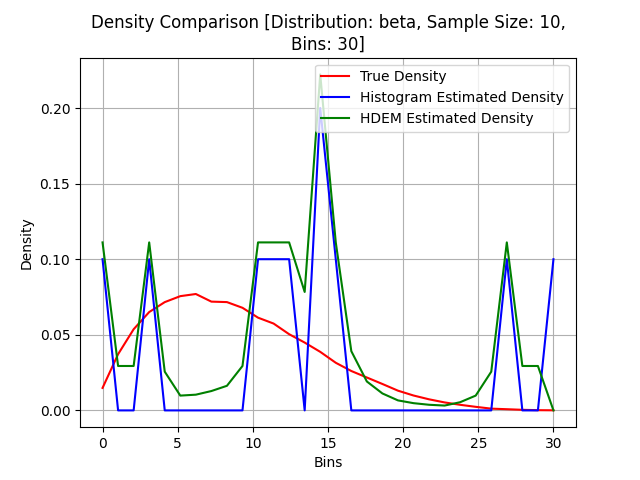 Density Comparison [Distribution: beta, Sample Size: 10,
Bins: 30]
True Density
Histogram Estimated Density
HDEM Estimated Density
Density
0.20
0.15
0.10
0.05
0.00
0 5 10 15 20 25 30
Bins